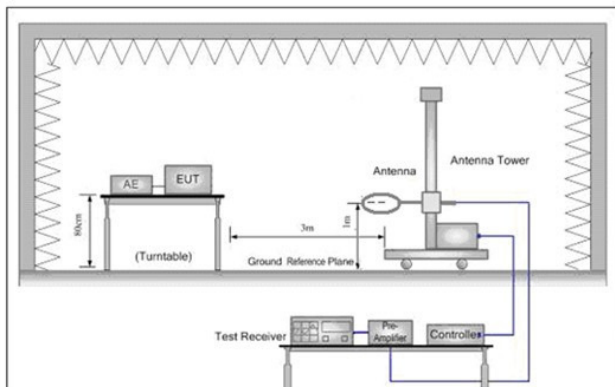 Antenna Tower
Antenna
AE
EUT
80cm
(Turntable)
3m
1m
Ground Reference Plane
Test Receiver
Pre-
Amplifier
Controller